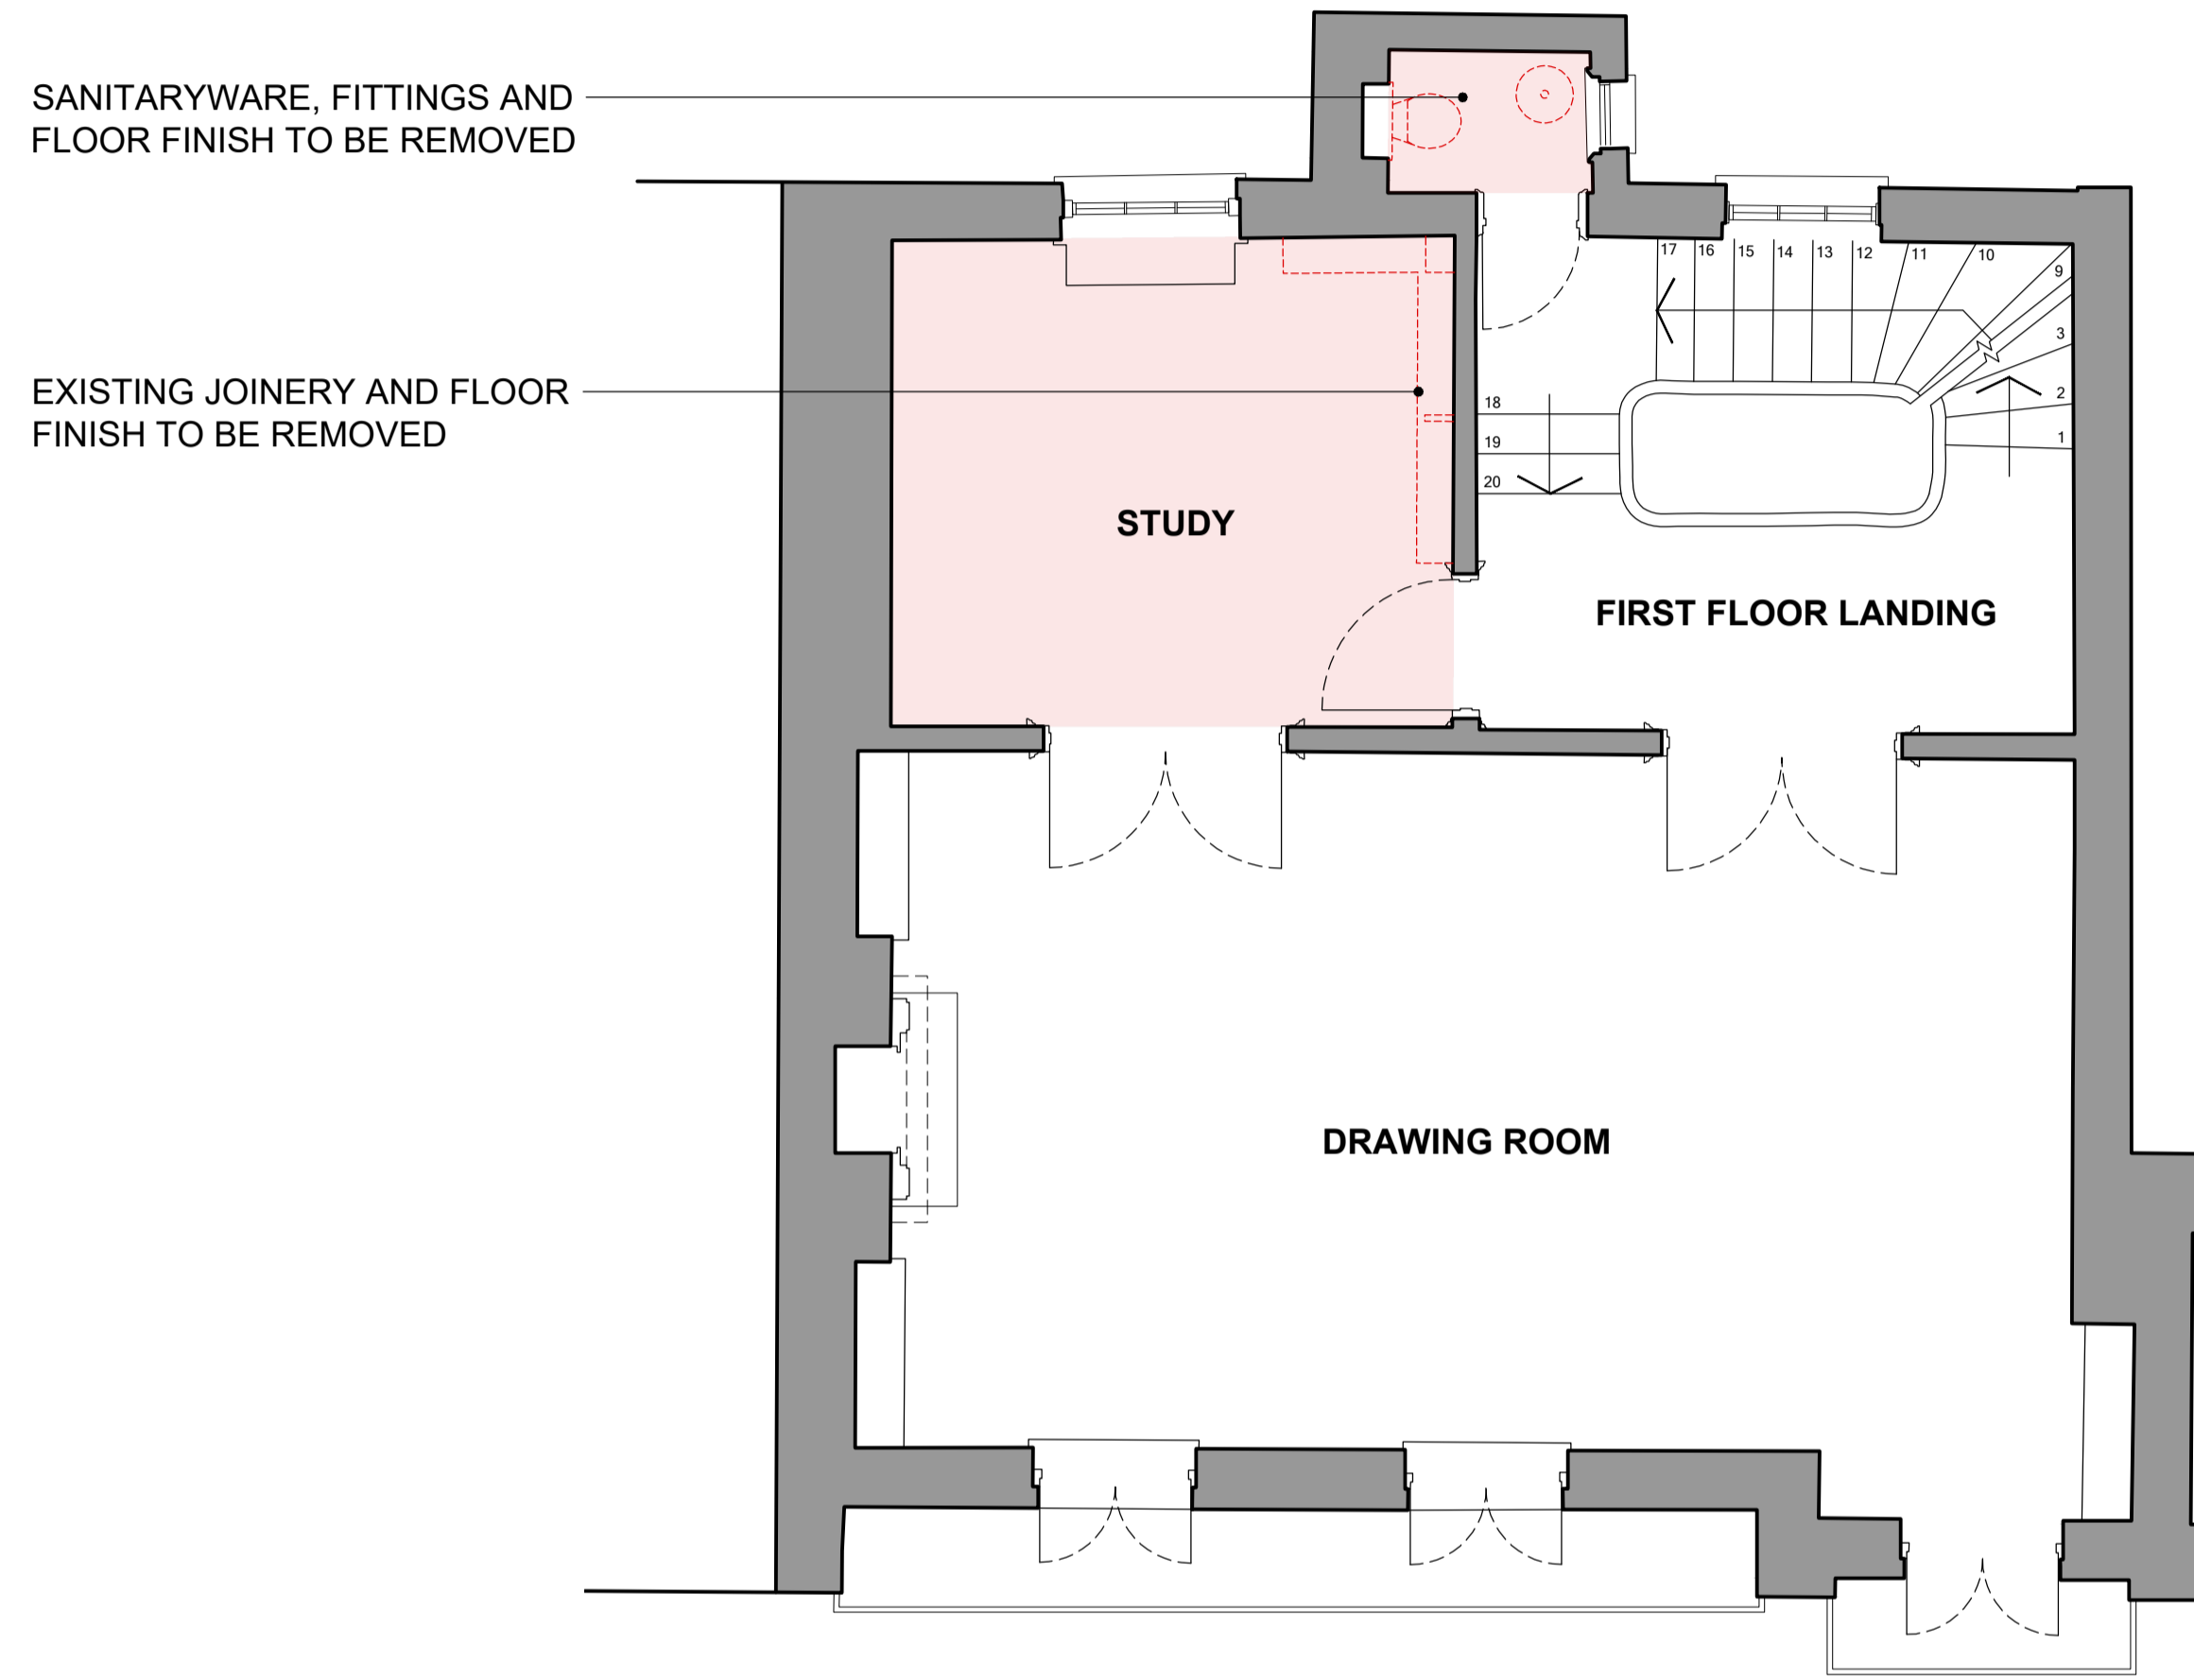 SANITARYWARE, FITTINGS AND
FLOOR FINISH TO BE REMOVED
17 16 15 14 13 12 11 10
9
3
2
1
EXISTING JOINERY AND FLOOR
FINISH TO BE REMOVED
18
19
20
STUDY
FIRST FLOOR LANDING
DRAWING ROOM